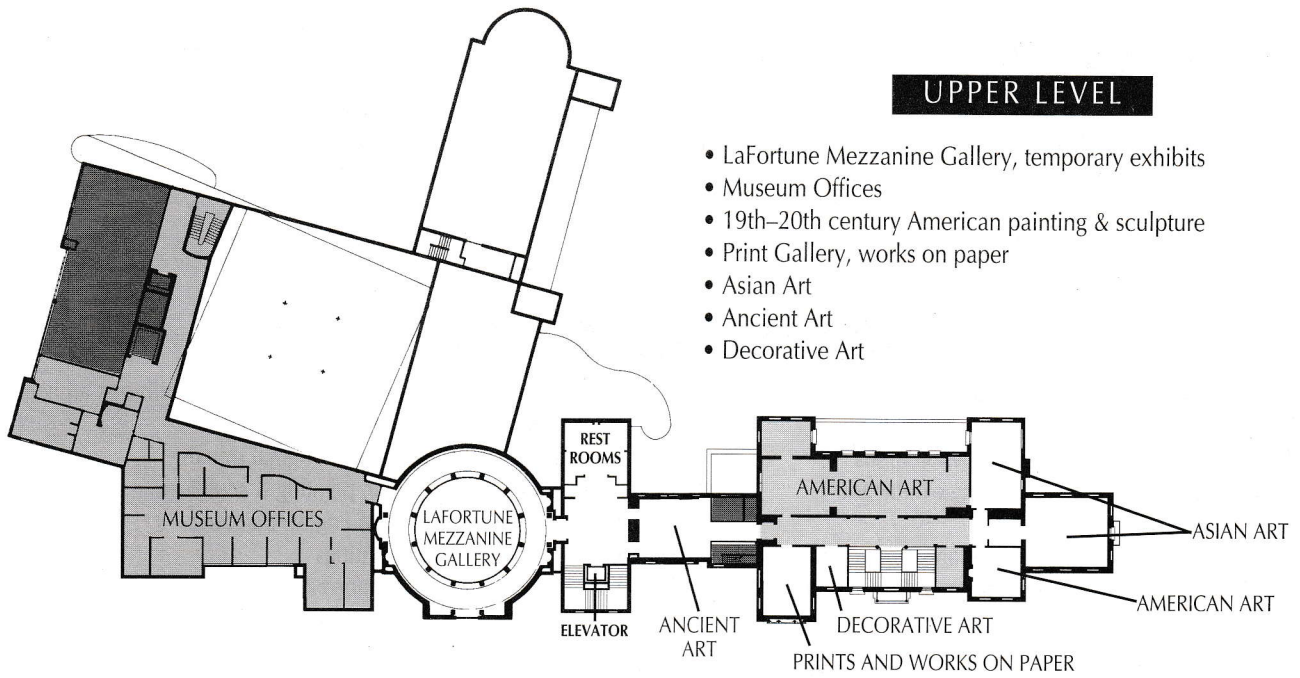 UPPER LEVEL
• LaFortune Mezzanine Gallery, temporary exhibits
• Museum Offices
• 19th–20th century American painting & sculpture
• Print Gallery, works on paper
• Asian Art
• Ancient Art
• Decorative Art
REST
ROOMS
AMERICAN ART
MUSEUM OFFICES
LAFORTUNE
MEZZANINE
GALLERY
ASIAN ART
AMERICAN ART
ELEVATOR
ANCIENT
ART
DECORATIVE ART
PRINTS AND WORKS ON PAPER